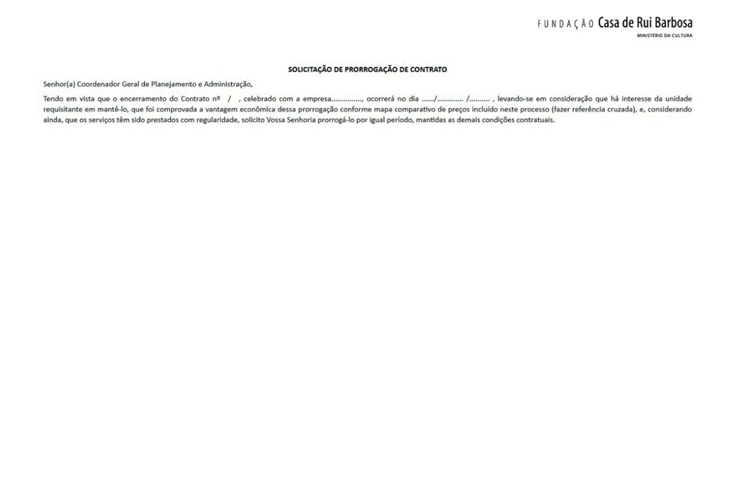 FUNDAÇÃO Casa de Rui Barbosa
MINISTÉRIO DA CULTURA
SOLICITAÇÃO DE PRORROGAÇÃO DE CONTRATO
Senhor(a) Coordenador Geral de Planejamento e Administração,
Tendo em vista que o encerramento do Contrato nº / , celebrado com a empresa..............., ocorrerá no dia ....../............. /.......... , levando-se em consideração que há interesse da unidade
requisitante em mantê-lo, que foi comprovada a vantagem econômica dessa prorrogação conforme mapa comparativo de preços incluído neste processo (fazer referência cruzada), e, considerando
ainda, que os serviços têm sido prestados com regularidade, solicito Vossa Senhoria prorrogá-lo por igual período, mantidas as demais condições contratuais.